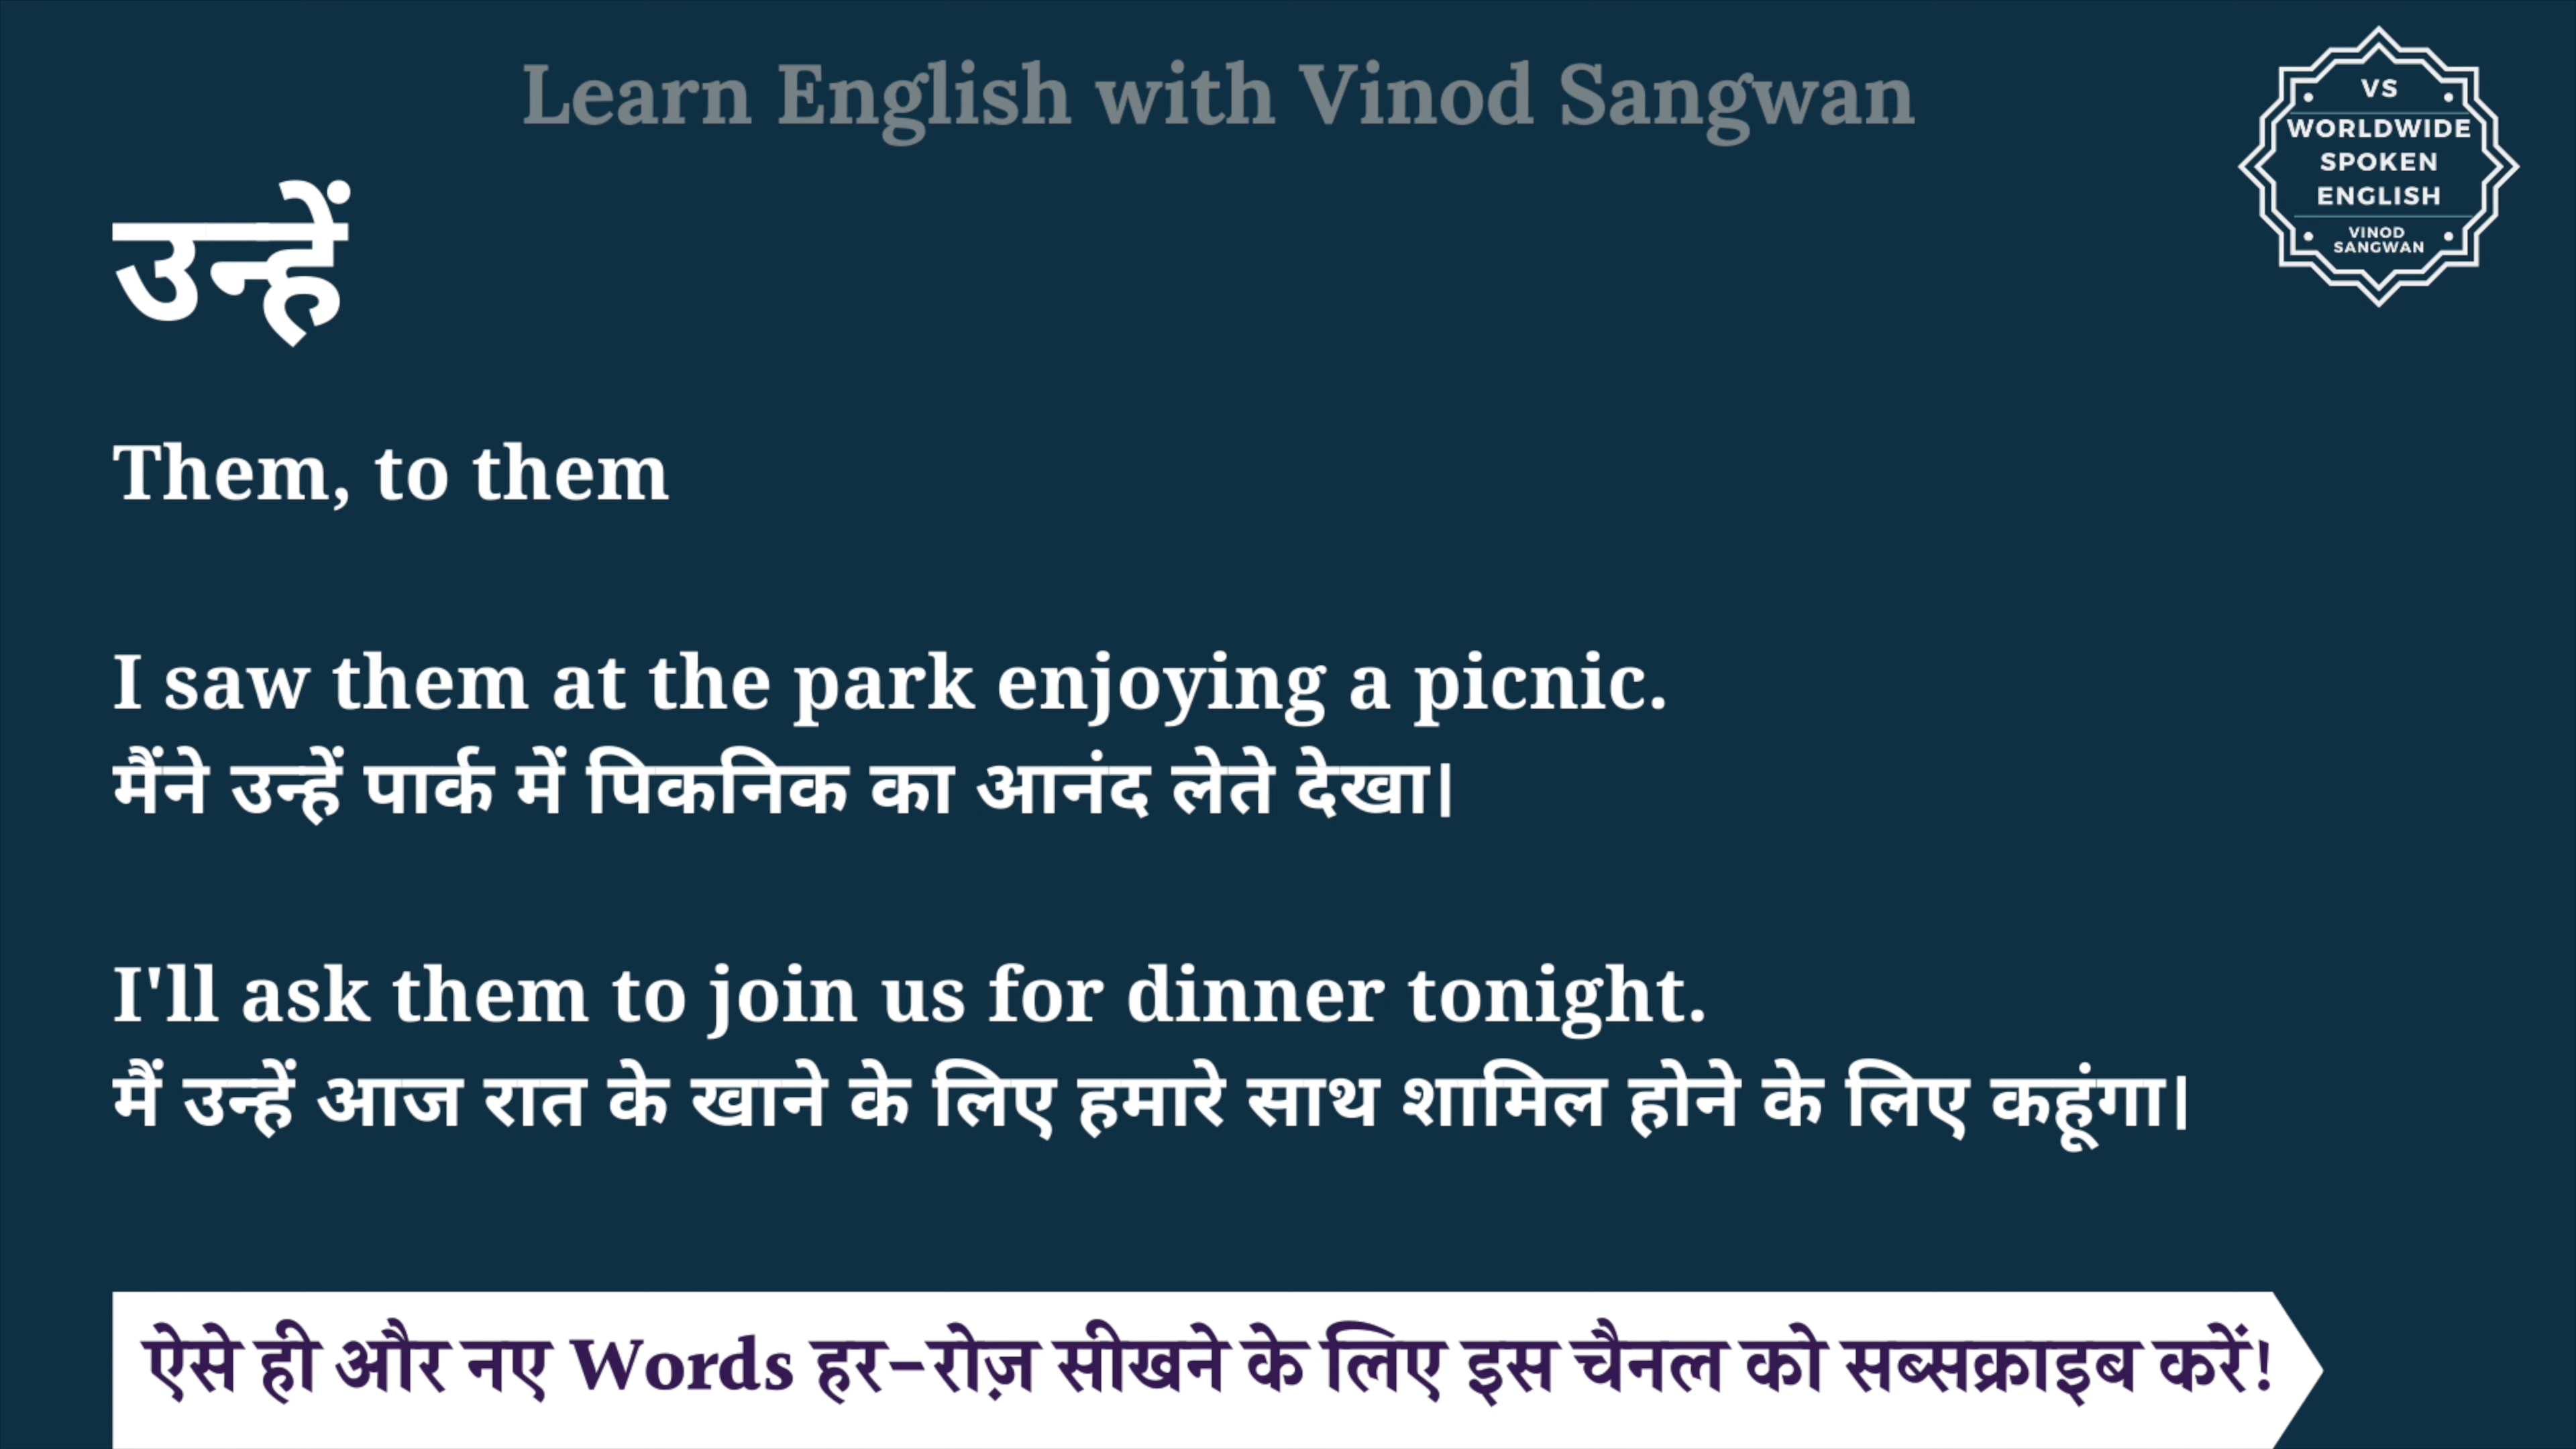 Learn English with Vinod Sangwan
VS
WORLDWIDE
SPOKEN
ENGLISH
VINOD
SANGWAN
उन्हें
Them, to them
I saw them at the park enjoying a picnic.
मैंने उन्हें पार्क में पिकनिक का आनंद लेते देखा।
I'll ask them to join us for dinner tonight.
मैं उन्हें आज रात के खाने के लिए हमारे साथ शामिल होने के लिए कहूंगा।
ऐसे ही और नए Words हर-रोज़ सीखने के लिए इस चैनल को सब्सक्राइब करें!